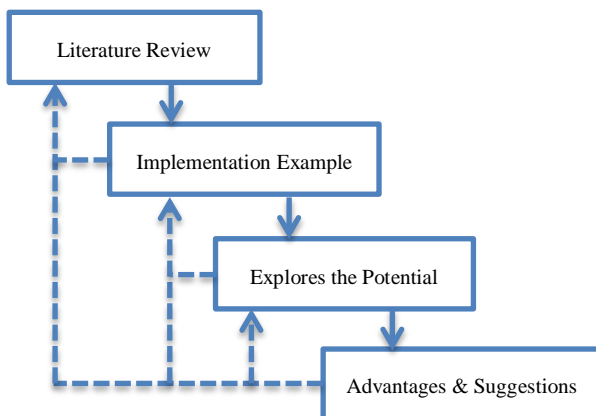 Literature Review
Implementation Example
Explores the Potential
Advantages & Suggestions